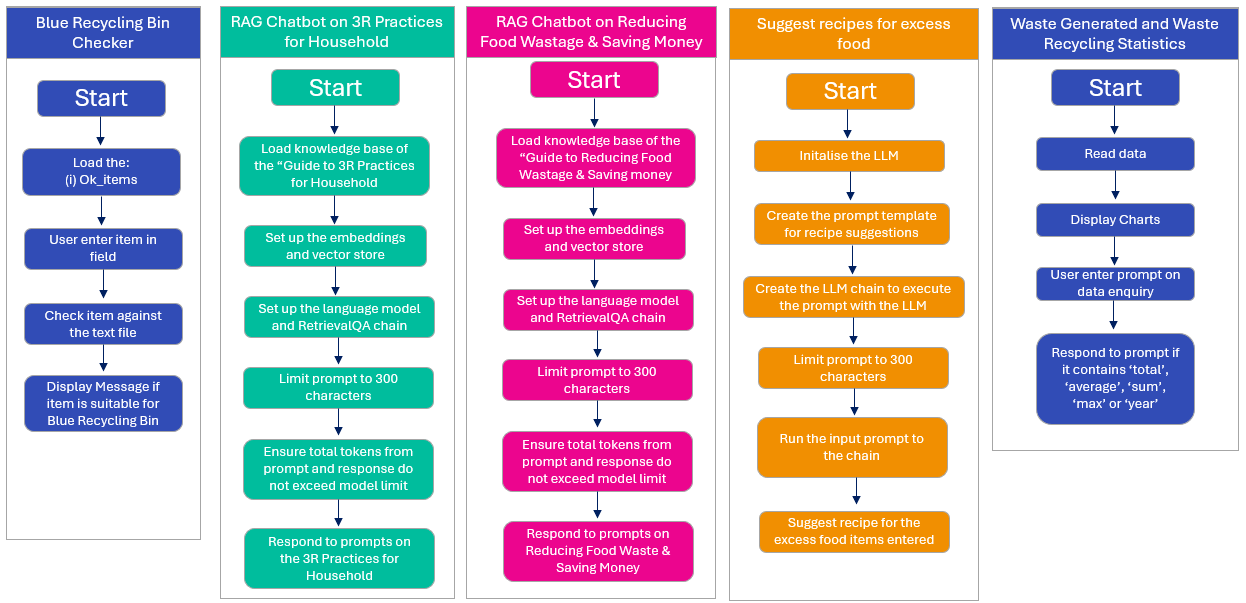 Blue Recycling Bin
Checker
Start
Load the:
(i) Ok_items
User enter item in
field
Check item against
the text file
Display Message if
item is suitable for
Blue Recycling Bin
RAG Chatbot on 3R Practices
for Household
Start
Load knowledge base of
the “Guide to 3R Practices
for Household
Set up the embeddings
and vector store
Set up the language model
and RetrievalQA chain
Limit prompt to 300
characters
Ensure total tokens from
prompt and response do
not exceed model limit
Respond to prompts on
the 3R Practices for
Household
RAG Chatbot on Reducing
Food Wastage & Saving Money
Start
Load knowledge base of the
“Guide to Reducing Food
Wastage & Saving money
Set up the embeddings
and vector store
Set up the language model
and RetrievalQA chain
Limit prompt to 300
characters
Ensure total tokens from
prompt and response do
not exceed model limit
Respond to prompts on
Reducing Food Waste &
Saving Money
Suggest recipes for excess
food
Start
Initalise the LLM
Create the prompt template
for recipe suggestions
Create the LLM chain to execute
the prompt with the LLM
Limit prompt to 300
characters
Run the input prompt to
the chain
Suggest recipe for the
excess food items entered
Waste Generated and Waste
Recycling Statistics
Start
Read data
Display Charts
User enter prompt on
data enquiry
Respond to prompt if
it contains ‘total’,
‘average’, ‘sum’,
‘max’ or ‘year’